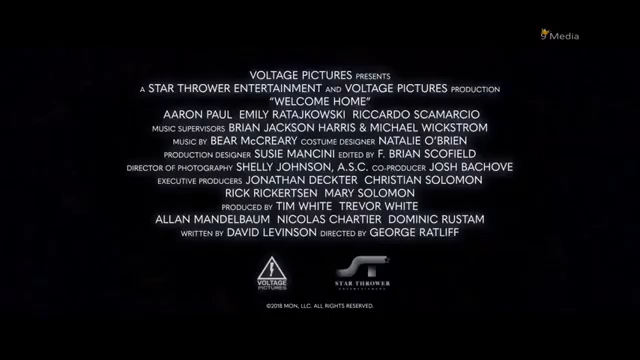 9 Media
VOLTAGE PICTURES PRESENTS
A STAR THROWER ENTERTAINMENT AND VOLTAGE PICTURES PRODUCTION
"WELCOME HOME"
AARON PAUL EMILY RATAJKOWSKI RICCARDO SCAMARCIO
MUSIC SUPERVISORS BRIAN JACKSON HARRIS & MICHAEL WICKSTROM
MUSIC BY BEAR McCREARY COSTUME DESIGNER NATALIE O'BRIEN
PRODUCTION DESIGNER SUSIE MANCINI EDITED BY F. BRIAN SCOFIELD
DIRECTOR OF PHOTOGRAPHY SHELLY JOHNSON, A.S.C. CO-PRODUCER JOSH BACHOVE
EXECUTIVE PRODUCERS JONATHAN DECKTER CHRISTIAN SOLOMON
RICK RICKERTSEN MARY SOLOMON
PRODUCED BY TIM WHITE TREVOR WHITE
ALLAN MANDELBAUM NICOLAS CHARTIER DOMINIC RUSTAM
WRITTEN BY DAVID LEVINSON DIRECTED BY GEORGE RATLIFF
VOLTAGE
PICTURES
ST
STAR THROWER
ENTERTAINMENT
©2018 MON, LLC. ALL RIGHTS RESERVED.